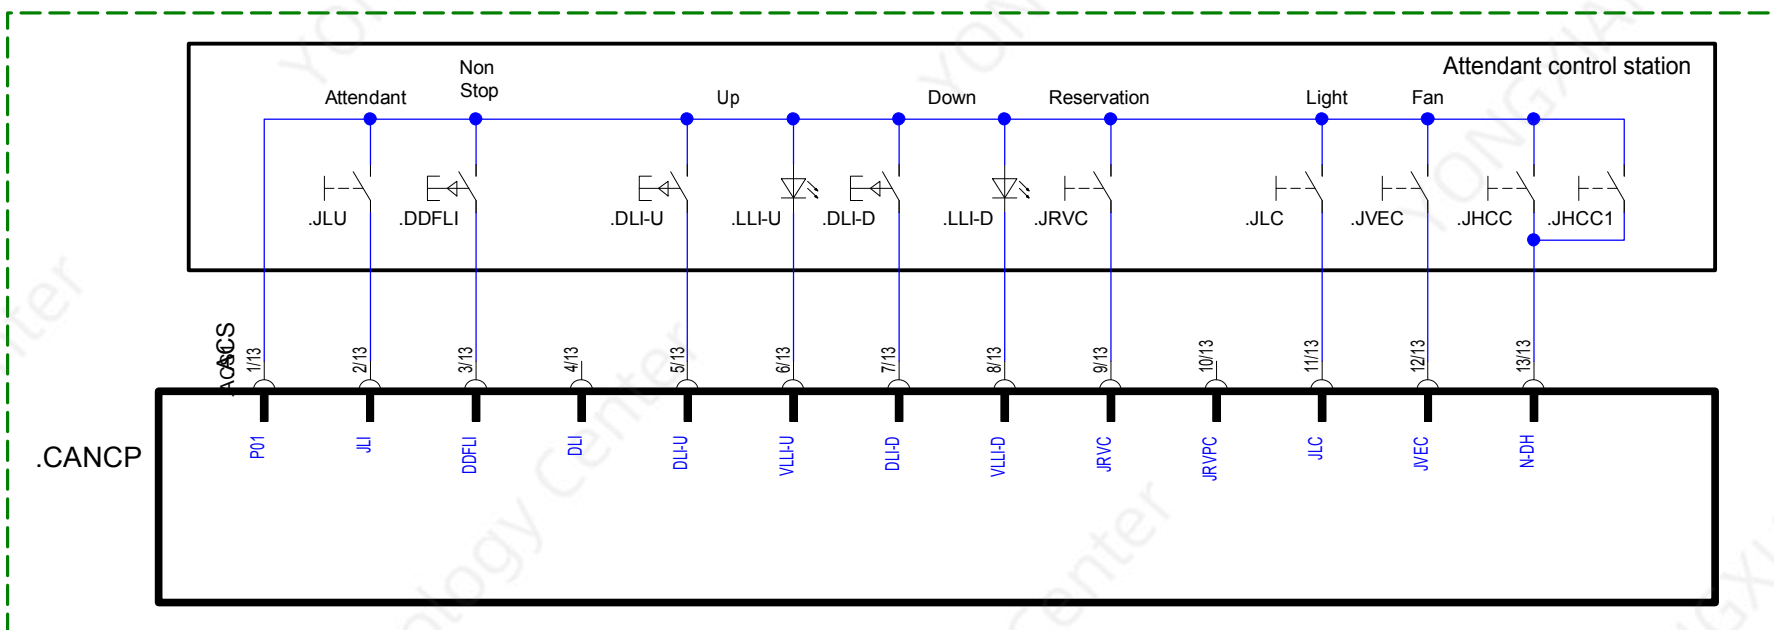 Attendant control station
Non
Stop
Attendant
Up
Down
Reservation
Light
Fan
.JLU
.DDFLI
.DLI-U
.LLI-U
.DLI-D
.LLI-D
.JRVC
.JLC
.JVEC
.JHCC
.JHCC1
1/13
2/13
3/13
4/13
5/13
6/13
7/13
8/13
9/13
10/13
11/13
12/13
13/13
.CANCP
P01
JLI
DDFLI
DLI
DLI-U
VLLI-U
DLI-D
VLLI-D
JRVC
JRVPC
JLC
JVEC
N-DH
ology Center
enter